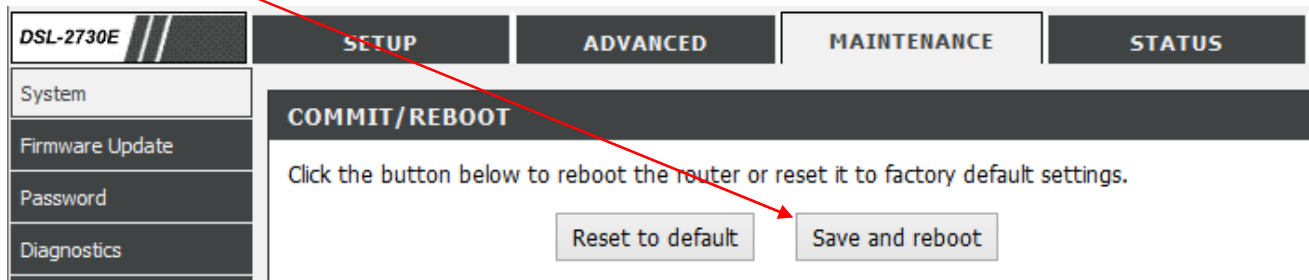 DSL-2730E
SETUP ADVANCED MAINTENANCE STATUS
System
Firmware Update
Password
Diagnostics
COMMIT/REBOOT
Click the button below to reboot the router or reset it to factory default settings.
Reset to default Save and reboot